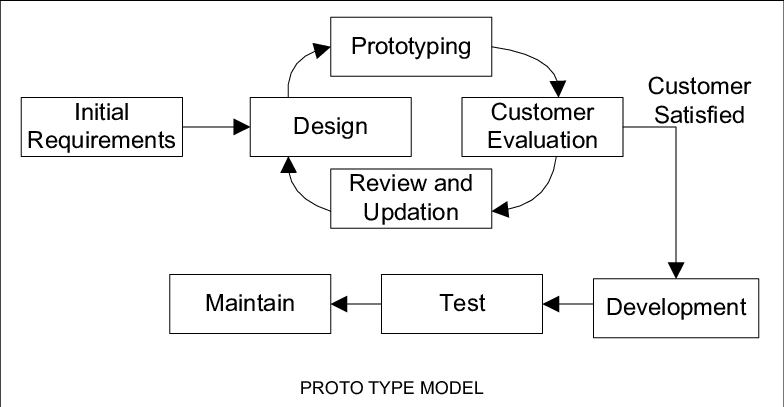 Prototyping
Customer
Satisfied
Initial
Requirements
Design
Customer
Evaluation
Review and
Updation
Maintain
Test
Development
PROTO TYPE MODEL